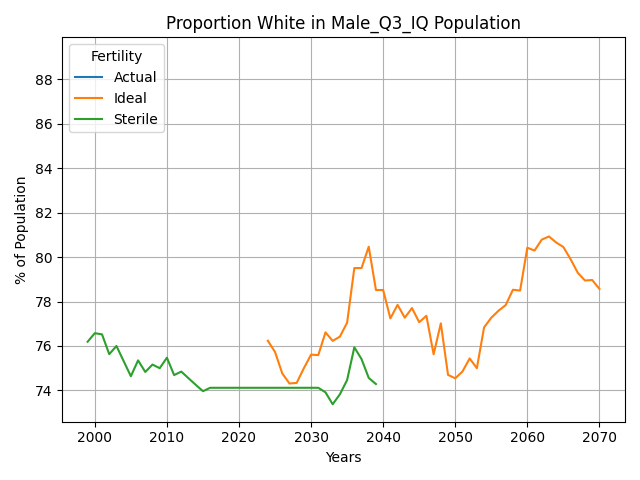 Proportion White in Male_Q3_IQ Population
Fertility
Actual
Ideal
Sterile
% of Population
88
86
84
82
80
78
76
74
2000 2010 2020 2030 2040 2050 2060 2070
Years